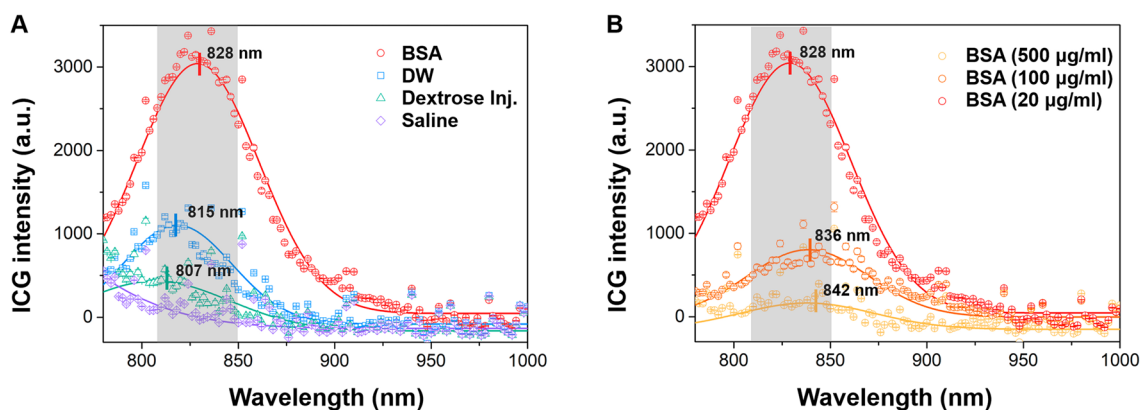 A
ICG intensity (a.u.)
3000
2000
1000
0
828 nm
815 nm
807 nm
BSA
DW
Dextrose Inj.
Saline
800
850
900
950
1000
Wavelength (nm)
B
ICG intensity (a.u.)
3000
2000
1000
0
828 nm
836 nm
842 nm
BSA (500 µg/ml)
BSA (100 µg/ml)
BSA (20 µg/ml)
800
850
900
950
1000
Wavelength (nm)